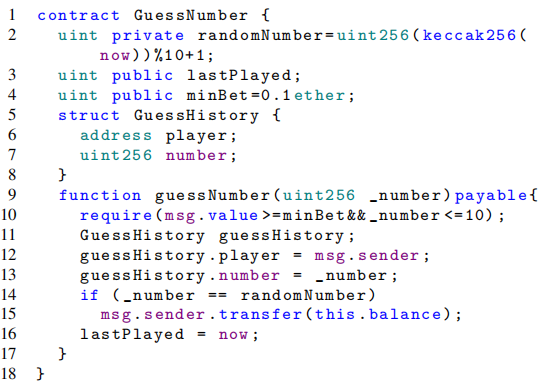 1 contract GuessNumber {
2 uint private randomNumber=uint256(keccak256(
now))%10+1;
3 uint public lastPlayed;
4 uint public minBet=0.1ether;
5 struct GuessHistory {
6 address player;
7 uint256 number;
8 }
9 function guessNumber(uint256 _number)payable{
10 require(msg.value>=minBet&&_number<=10);
11 GuessHistory guessHistory;
12 guessHistory.player = msg.sender;
13 guessHistory.number = _number;
14 if (_number == randomNumber)
15 msg.sender.transfer(this.balance);
16 lastPlayed = now;
17 }
18 }